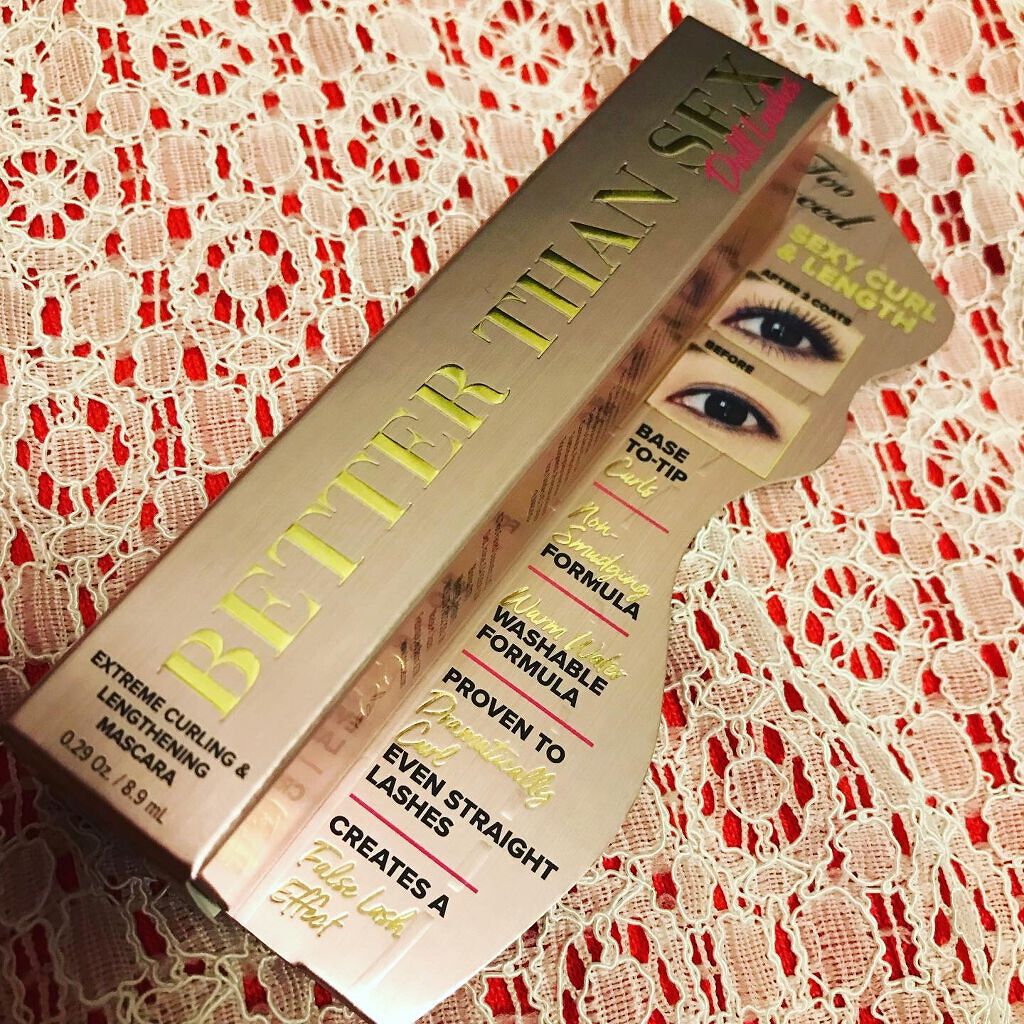 BETTER THAN SEX
Doll Lashes
EXTREME CURLING &
LENGTHENING
MASCARA
0.29 Oz. / 8.9 mL
Too
SEXY CURL
& LENGTH
AFTER 2 COATS
BEFORE
BASE
TO-TIP
Curls
Non-
Smudging
FORMULA
Warm Water
WASHABLE
FORMULA
PROVEN TO
Dramatically
Curl
EVEN STRAIGHT
LASHES
CREATES A
False Lash
Effect